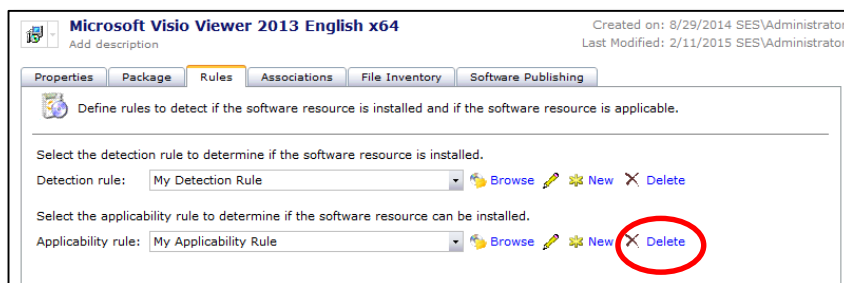 Microsoft Visio Viewer 2013 English x64
Created on: 8/29/2014 SES\Administrator
Add description
Last Modified: 2/11/2015 SES\Administrator
Properties Package Rules Associations File Inventory Software Publishing
Define rules to detect if the software resource is installed and if the software resource is applicable.
Select the detection rule to determine if the software resource is installed.
Detection rule: My Detection Rule Browse New Delete
Select the applicability rule to determine if the software resource can be installed.
Applicability rule: My Applicability Rule Browse New Delete